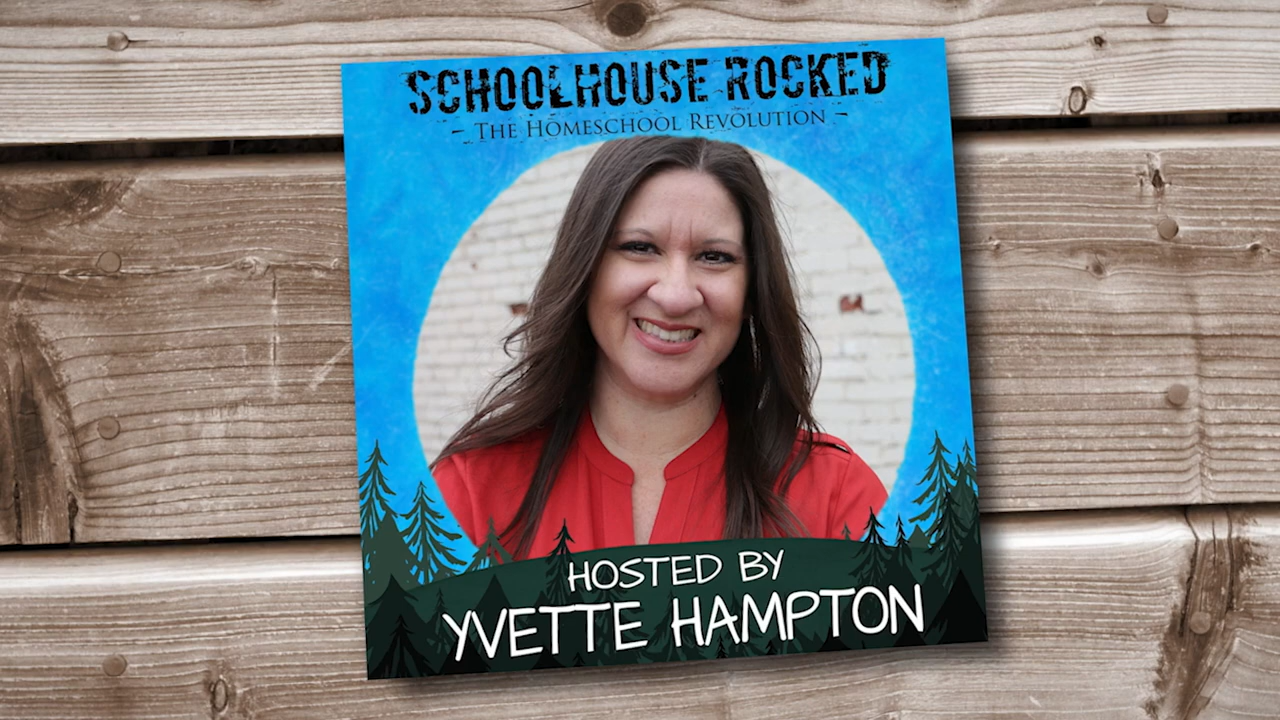 SCHOOLHOUSE ROCKED
- THE HOMESCHOOL REVOLUTION -
HOSTED BY
YVETTE HAMPTON